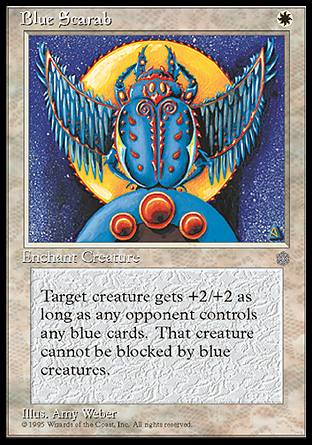 Blue Scarab
Enchant Creature
Target creature gets +2/+2 as
long as any opponent controls
any blue cards. That creature
cannot be blocked by blue
creatures.
Illus. Amy Weber
©1995 Wizards of the Coast, Inc. All rights reserved.